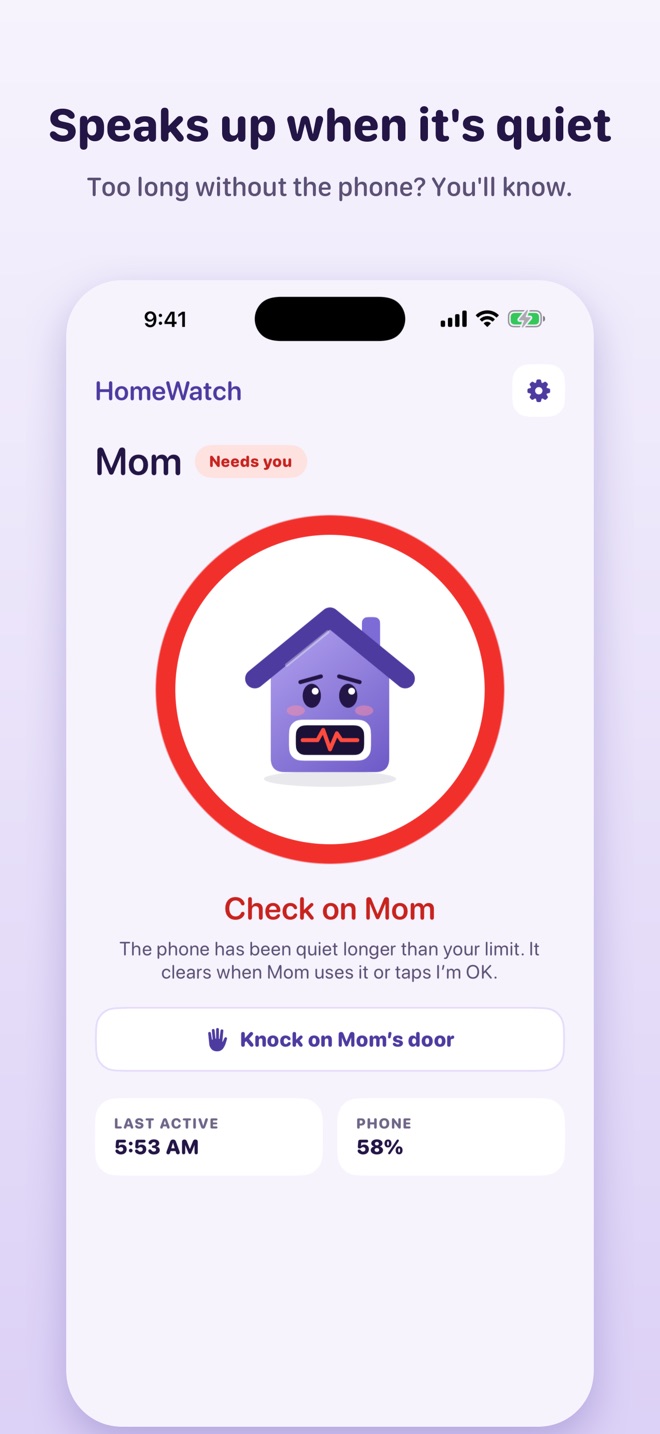 Speaks up when it's quiet
Too long without the phone? You'll know.
9:41
HomeWatch
Mom
Needs you
Check on Mom
The phone has been quiet longer than your limit. It
clears when Mom uses it or taps I’m OK.
Knock on Mom’s door
LAST ACTIVE
5:53 AM
PHONE
58%